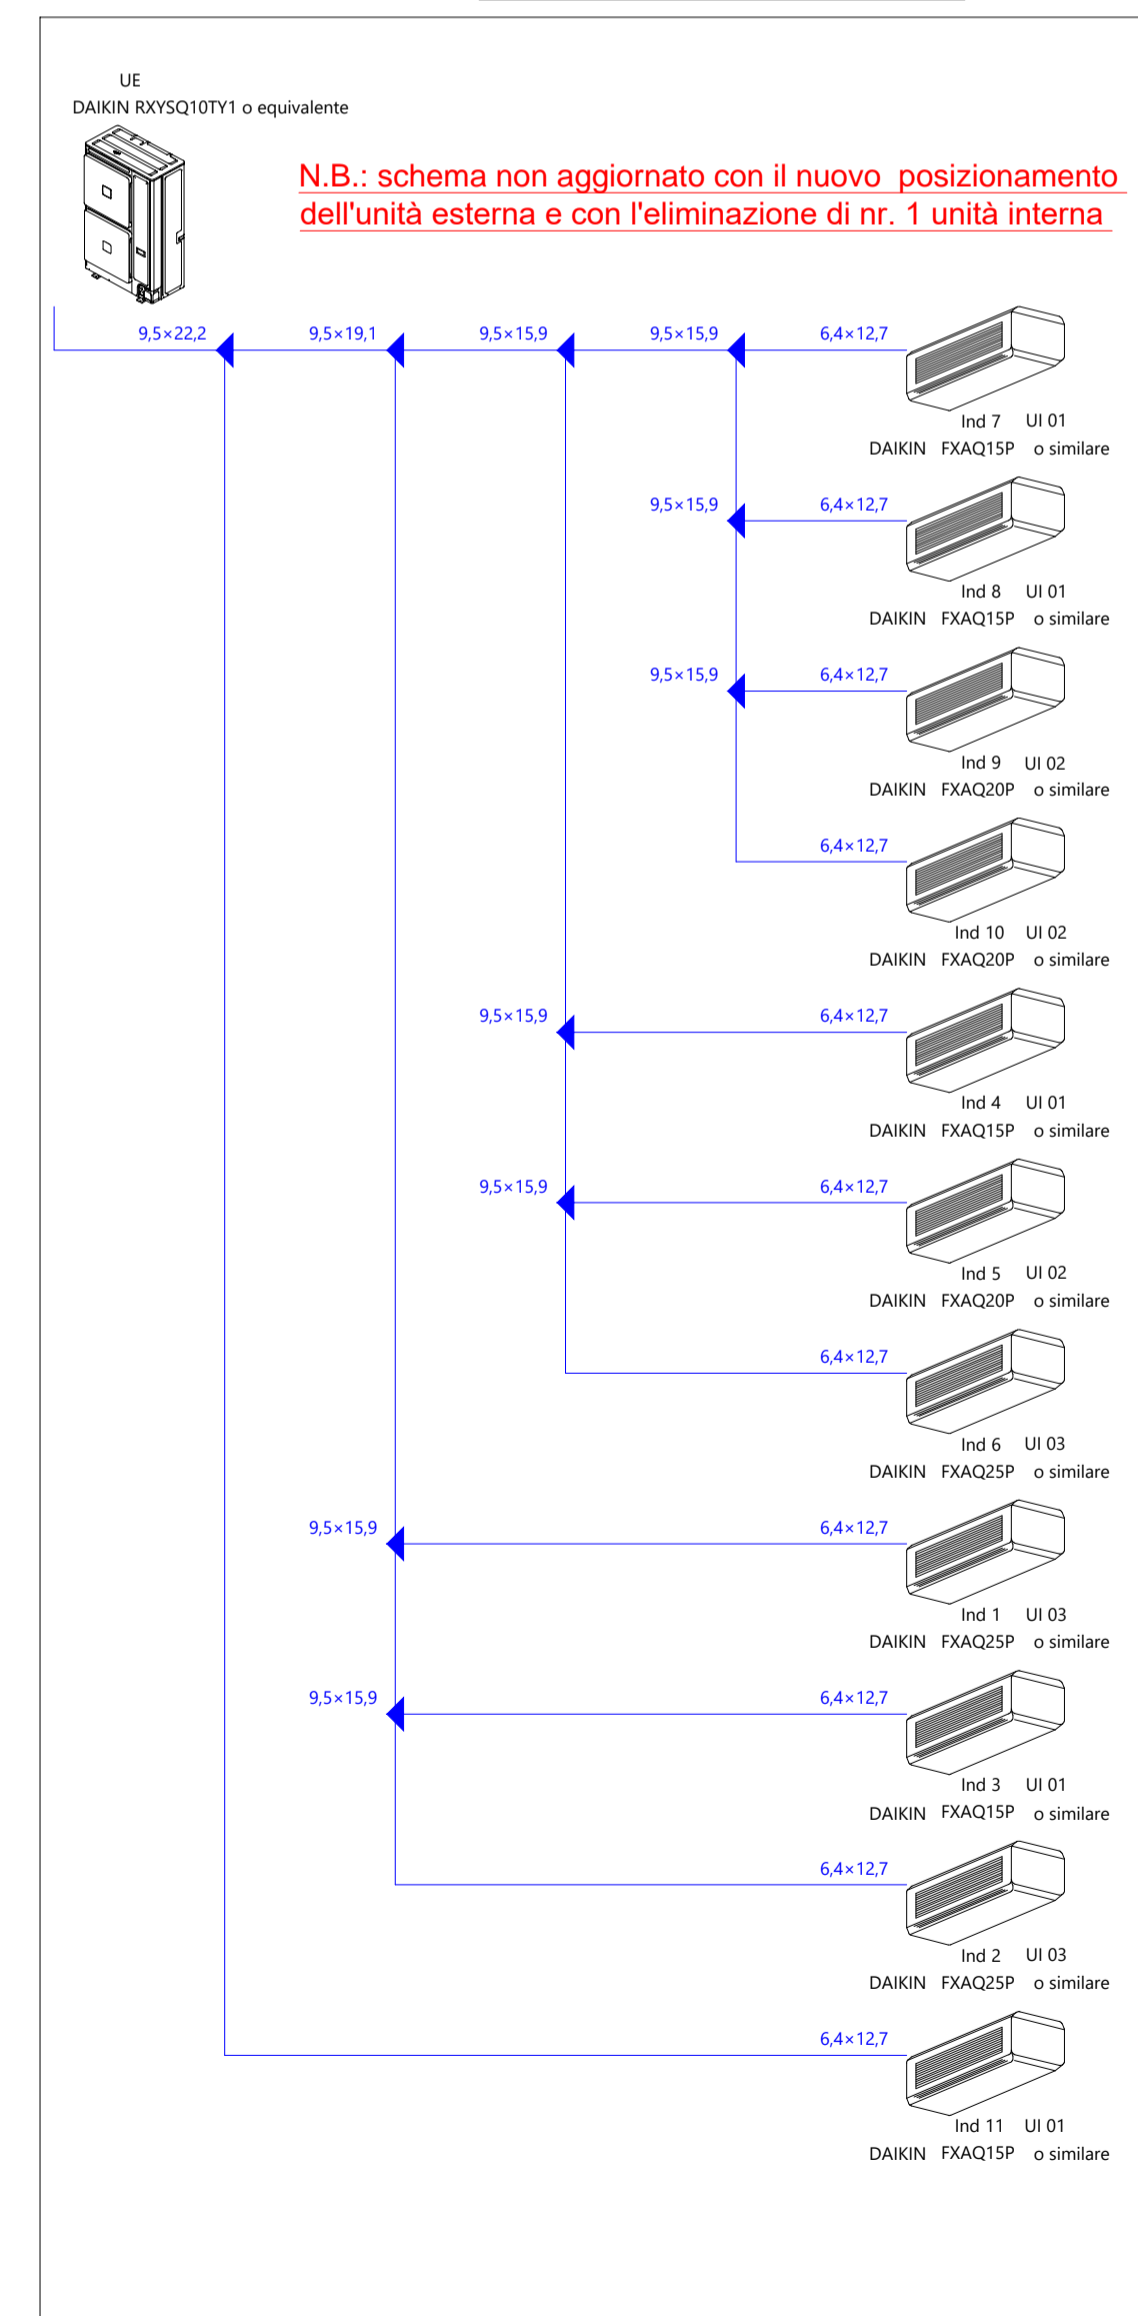 UE
DAIKIN RXYSQ10TY1 o equivalente
N.B.: schema non aggiornato con il nuovo posizionamento
dell'unità esterna e con l'eliminazione di nr. 1 unità interna
9,5×22,2 9,5×19,1 9,5×15,9 9,5×15,9 6,4×12,7
Ind 7 UI 01
DAIKIN FXAQ15P o similare
9,5×15,9 6,4×12,7
Ind 8 UI 01
DAIKIN FXAQ15P o similare
9,5×15,9 6,4×12,7
Ind 9 UI 02
DAIKIN FXAQ20P o similare
6,4×12,7
Ind 10 UI 02
DAIKIN FXAQ20P o similare
9,5×15,9 6,4×12,7
Ind 4 UI 01
DAIKIN FXAQ15P o similare
9,5×15,9 6,4×12,7
Ind 5 UI 02
DAIKIN FXAQ20P o similare
6,4×12,7
Ind 6 UI 03
DAIKIN FXAQ25P o similare
9,5×15,9 6,4×12,7
Ind 1 UI 03
DAIKIN FXAQ25P o similare
9,5×15,9 6,4×12,7
Ind 3 UI 01
DAIKIN FXAQ15P o similare
6,4×12,7
Ind 2 UI 03
DAIKIN FXAQ25P o similare
6,4×12,7
Ind 11 UI 01
DAIKIN FXAQ15P o similare